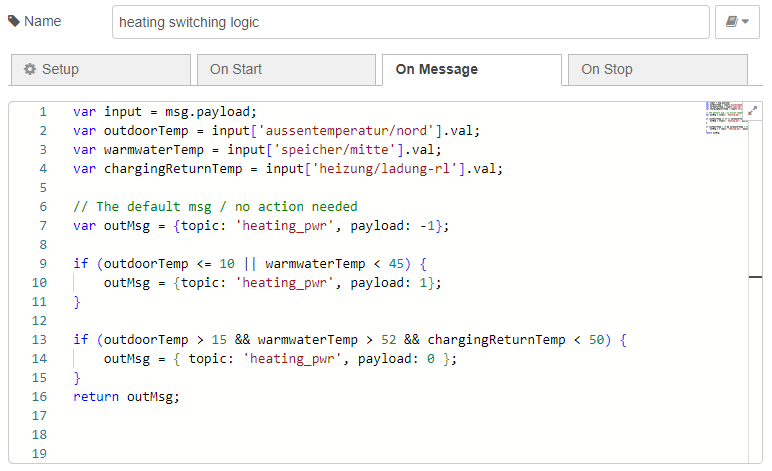 Name
heating switching logic
Setup
On Start
On Message
On Stop
1 var input = msg.payload;
2 var outdoorTemp = input['aussentemperatur/nord'].val;
3 var warmwaterTemp = input['speicher/mitte'].val;
4 var chargingReturnTemp = input['heizung/ladung-rl'].val;
5
6 // The default msg / no action needed
7 var outMsg = {topic: 'heating_pwr', payload: -1};
8
9 if (outdoorTemp <= 10 || warmwaterTemp < 45) {
10     outMsg = {topic: 'heating_pwr', payload: 1};
11 }
12
13 if (outdoorTemp > 15 && warmwaterTemp > 52 && chargingReturnTemp < 50) {
14     outMsg = { topic: 'heating_pwr', payload: 0 };
15 }
16 return outMsg;
17
18
19